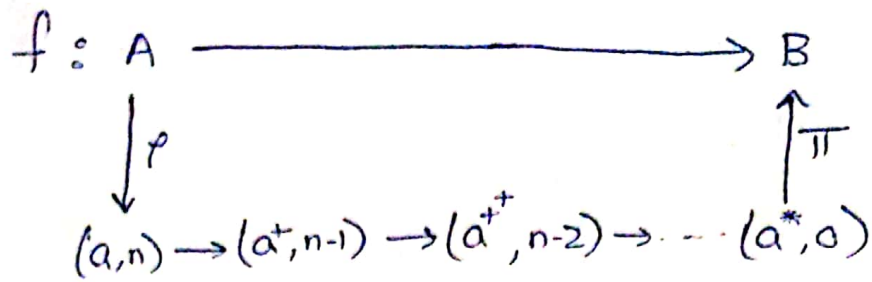 f : A ⟶ B
φ π
(a,n) → (a⁺,n-1) → (a⁺⁺,n-2) → ---- (a*,0)